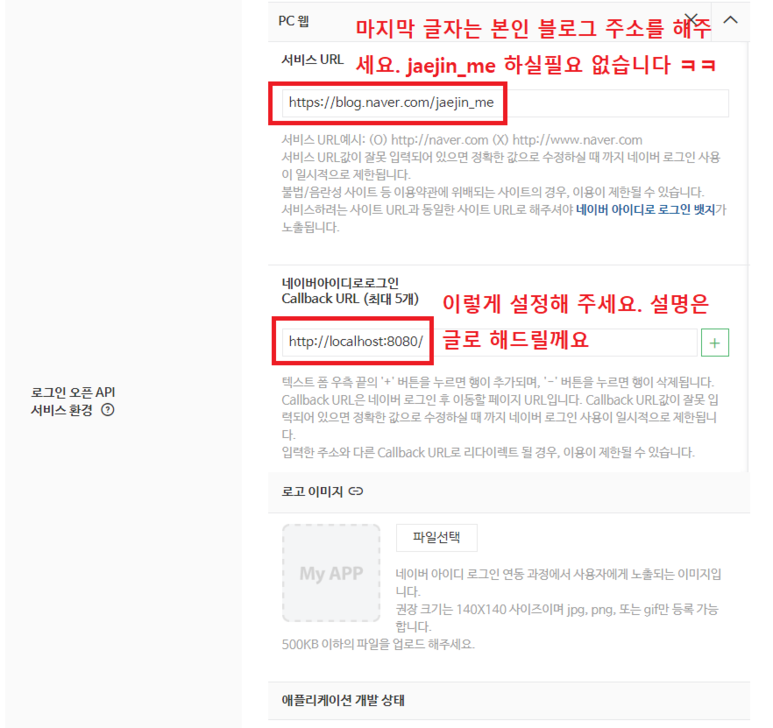 PC 웹
마지막 글자는 본인 블로그 주소를 해주
서비스 URL
세요. jaejin_me 하실필요 없습니다 ㅋㅋ
https://blog.naver.com/jaejin_me
서비스 URL예시: (O) http://naver.com (X) http://www.naver.com
서비스 URL값이 잘못 입력되어 있으면 정확한 값으로 수정하실 때 까지 네이버 로그인 사용
이 일시적으로 제한됩니다.
불법/음란성 사이트 등 이용약관에 위배되는 사이트의 경우, 이용이 제한될 수 있습니다.
서비스하려는 사이트 URL과 동일한 사이트 URL로 해주셔야 네이버 아이디로 로그인 뱃지가
노출됩니다.
네이버아이디로로그인
Callback URL (최대 5개)
이렇게 설정해 주세요. 설명은
http://localhost:8080/
글로 해드릴께요
+
텍스트 폼 우측 끝의 '+' 버튼을 누르면 행이 추가되며, '-' 버튼을 누르면 행이 삭제됩니다.
Callback URL은 네이버 로그인 후 이동할 페이지 URL입니다. Callback URL값이 잘못 입
력되어 있으면 정확한 값으로 수정하실 때 까지 네이버 로그인 사용이 일시적으로 제한됩니
다.
입력한 주소와 다른 Callback URL로 리다이렉트 될 경우, 이용이 제한될 수 있습니다.
로그인 오픈 API
서비스 환경 ?
로고 이미지
My APP
파일선택
네이버 아이디 로그인 연동 과정에서 사용자에게 노출되는 이미지입
니다.
권장 크기는 140X140 사이즈이며 jpg, png, 또는 gif만 등록 가능
합니다.
500KB 이하의 파일을 업로드 해주세요.
애플리케이션 개발 상태